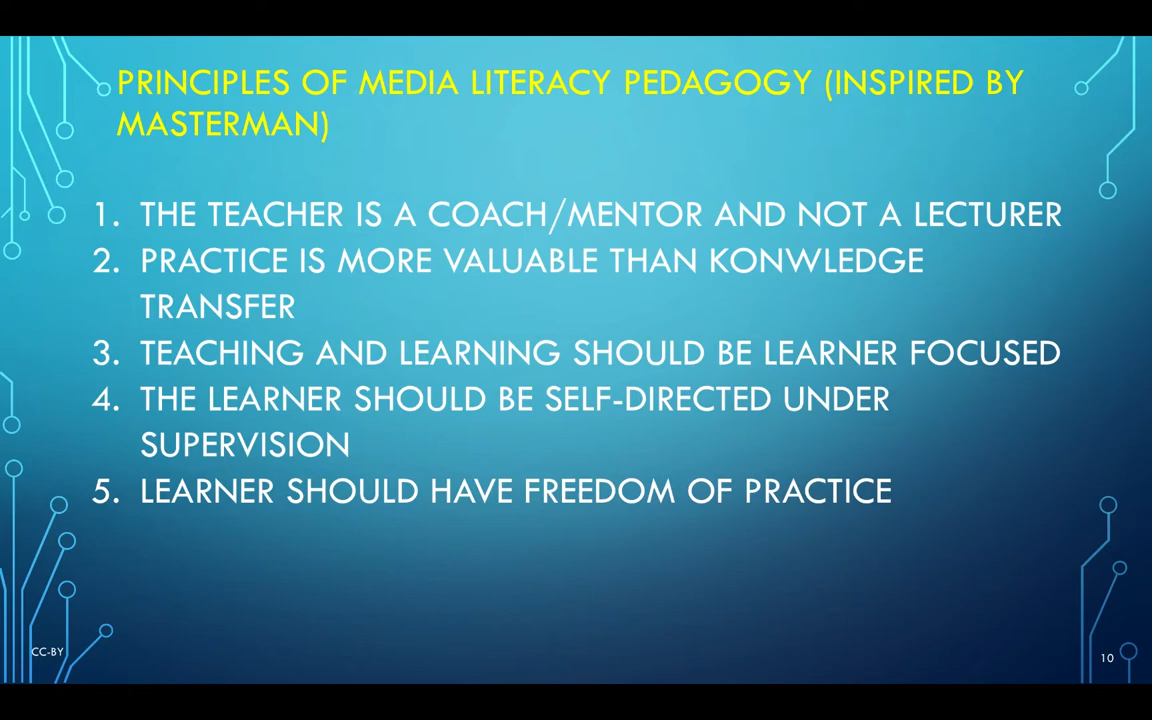 PRINCIPLES OF MEDIA LITERACY PEDAGOGY (INSPIRED BY
MASTERMAN)
1. THE TEACHER IS A COACH/MENTOR AND NOT A LECTURER
2. PRACTICE IS MORE VALUABLE THAN KONWLEDGE
TRANSFER
3. TEACHING AND LEARNING SHOULD BE LEARNER FOCUSED
4. THE LEARNER SHOULD BE SELF-DIRECTED UNDER
SUPERVISION
5. LEARNER SHOULD HAVE FREEDOM OF PRACTICE
CC-BY
10